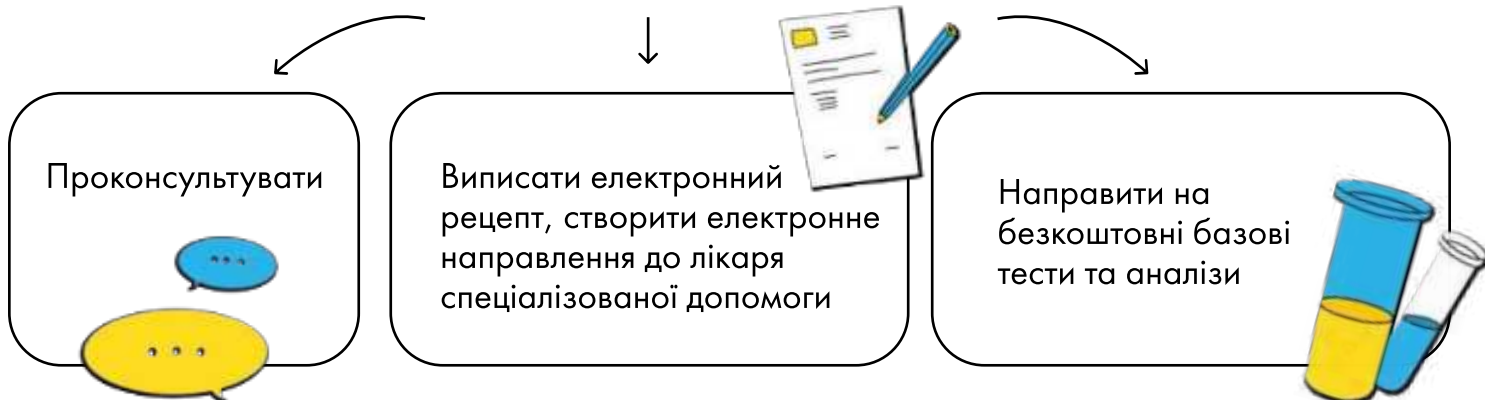 Проконсультувати
Виписати електронний
рецепт, створити електронне
направлення до лікаря
спеціалізованої допомоги
Направити на
безкоштовні базові
тести та аналізи